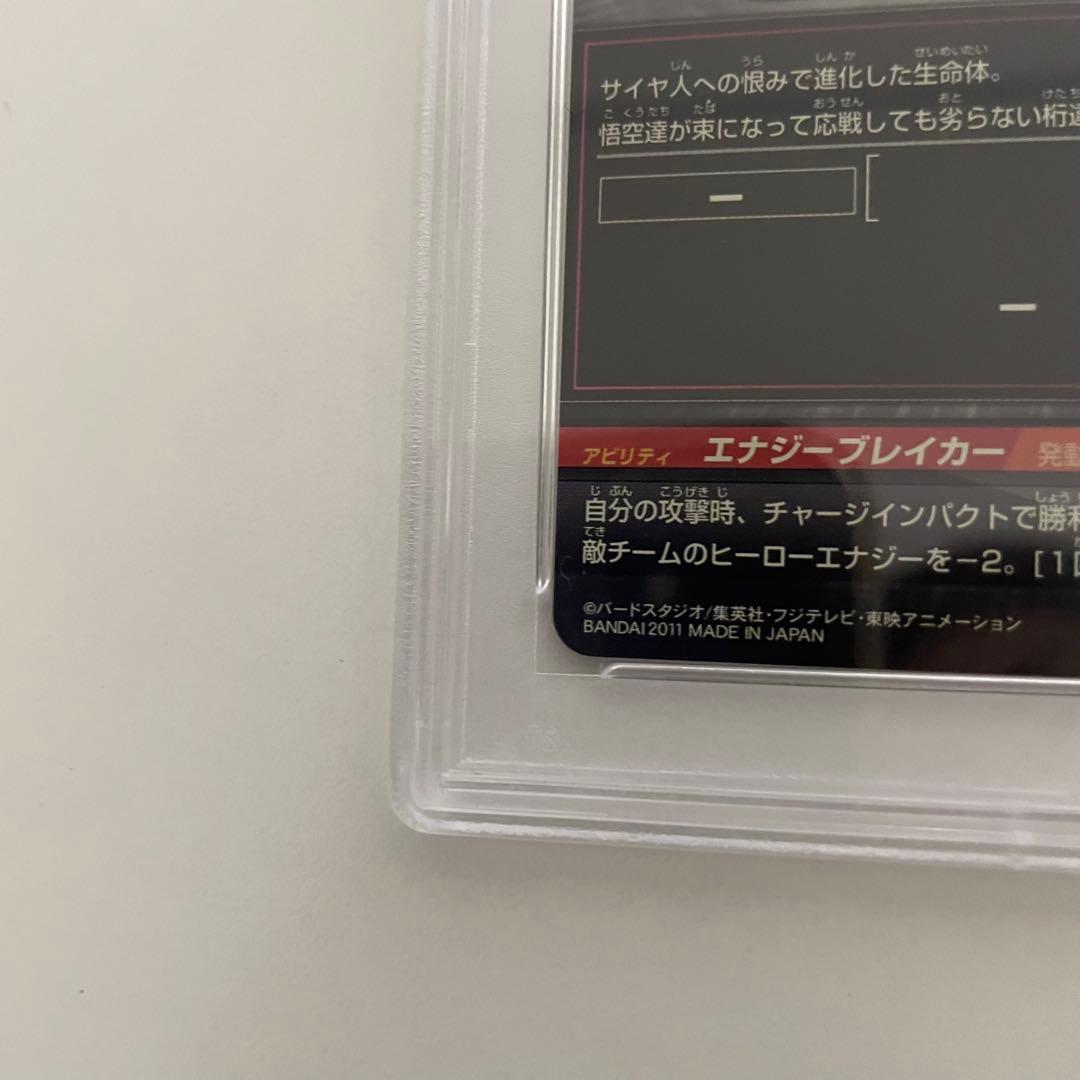 サイヤ人への恨みで進化した生命体。
悟空達が束になって応戦しても劣らない桁違
アビリティ エナジーブレイカー 発動
自分の攻撃時、チャージインパクトで勝利
敵チームのヒーローエナジーを−2。[1回
©バードスタジオ/集英社・フジテレビ・東映アニメーション
BANDAI 2011 MADE IN JAPAN